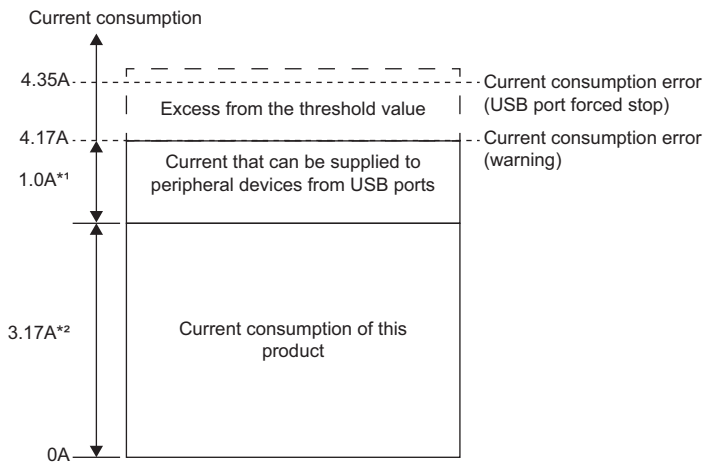 Current consumption
4.35A
Current consumption error
(USB port forced stop)
Excess from the threshold value
4.17A
Current consumption error
(warning)
Current that can be supplied to
peripheral devices from USB ports
1.0A*¹
3.17A*²
Current consumption of this
product
0A